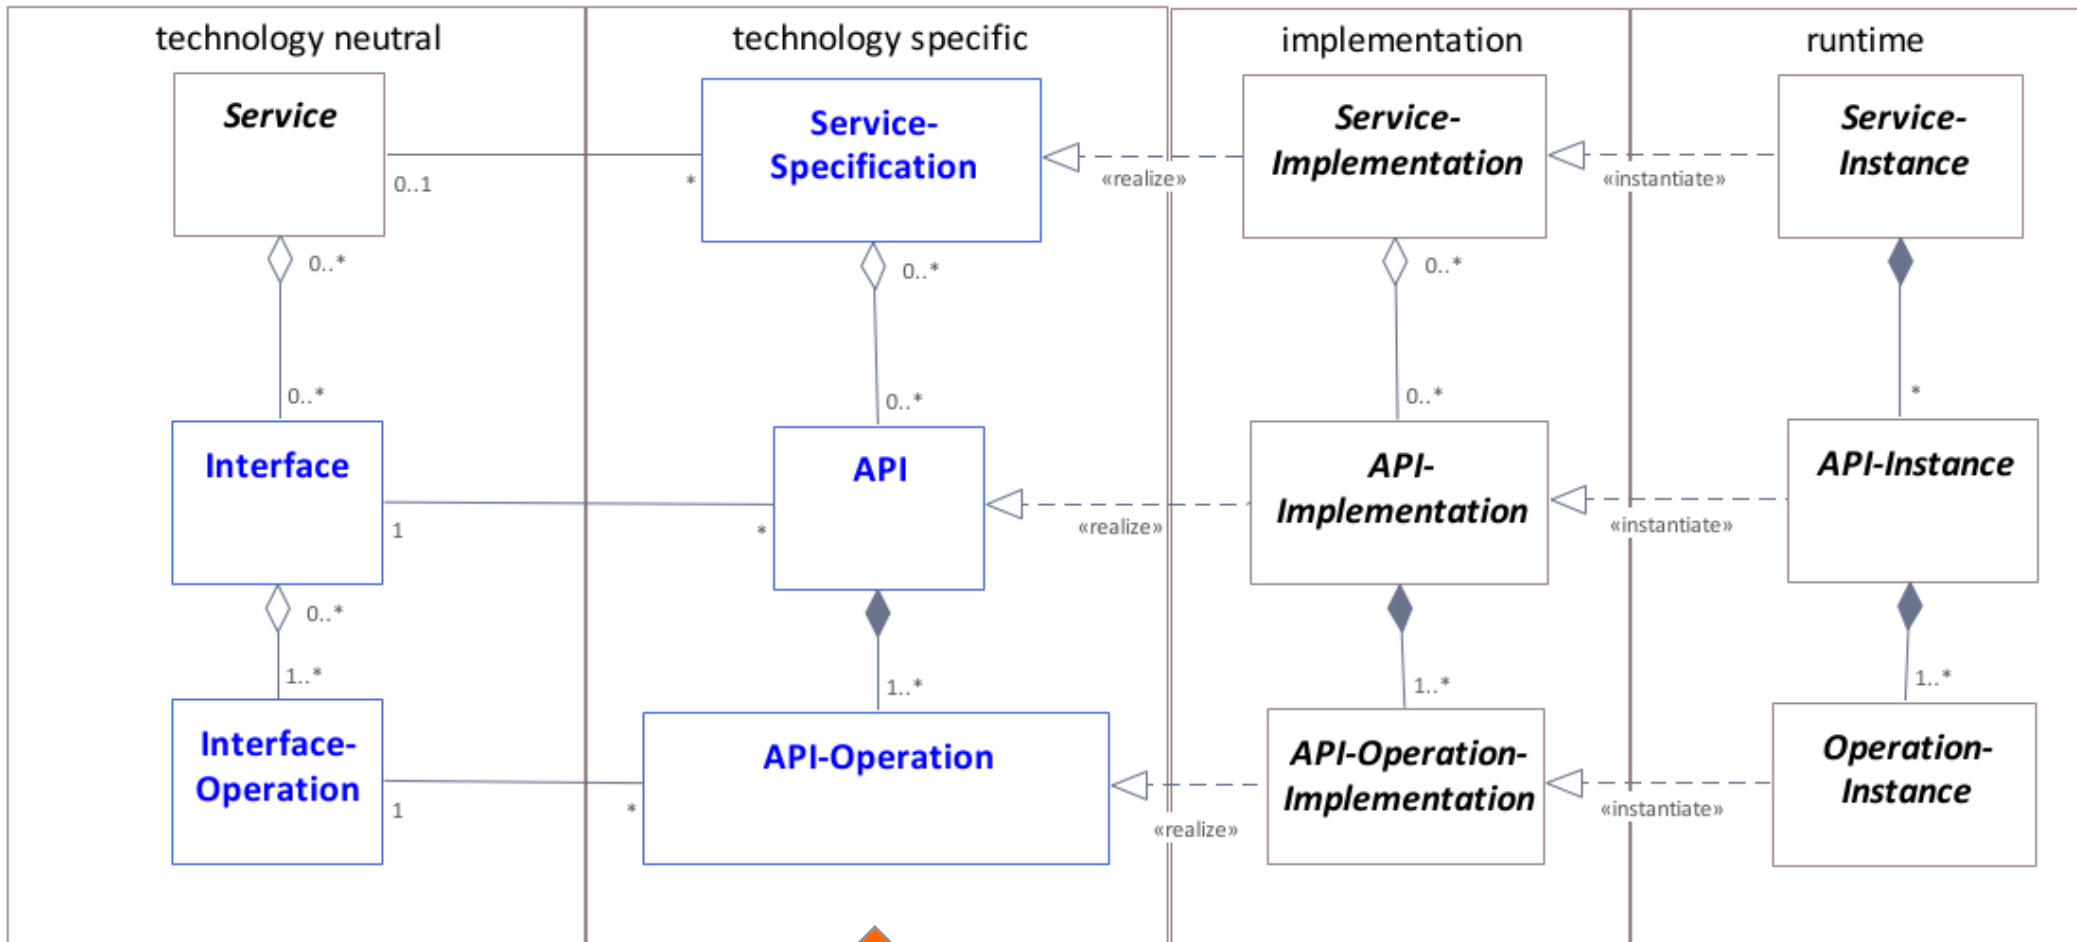 technology neutral
technology specific
implementation
runtime
Service
Service-
Specification
Service-
Implementation
Service-
Instance
0..1
*
«realize»
«instantiate»
0..*
0..*
0..*
0..*
0..*
0..*
*
Interface
API
API-
Implementation
API-Instance
1
*
«realize»
«instantiate»
0..*
1..*
1..*
1..*
1..*
Interface-
Operation
API-Operation
API-Operation-
Implementation
Operation-
Instance
1
*
«realize»
«instantiate»